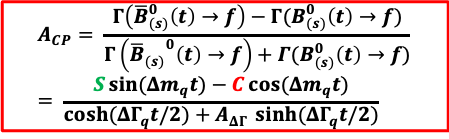 A_CP = Γ(B̅⁰_(s)(t) → f) − Γ(B⁰_(s)(t) → f) / Γ(B̅_(s)⁰(t) → f) + Γ(B⁰_(s)(t) → f)
= S sin(Δm_q t) − C cos(Δm_q t) / cosh(ΔΓ_q t/2) + A_ΔΓ sinh(ΔΓ_q t/2)